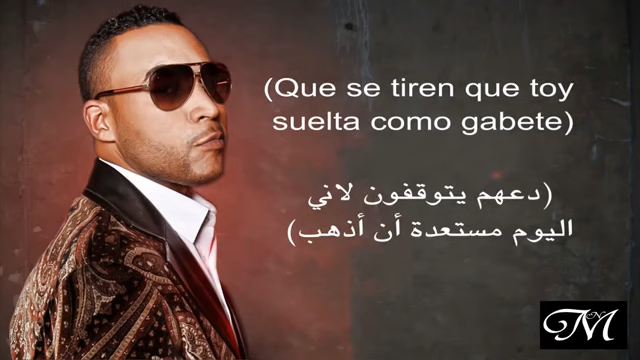 (Que se tiren que toy
suelta como gabete)
(دعهم يتوقفون لاني
اليوم مستعدة أن أذهب)